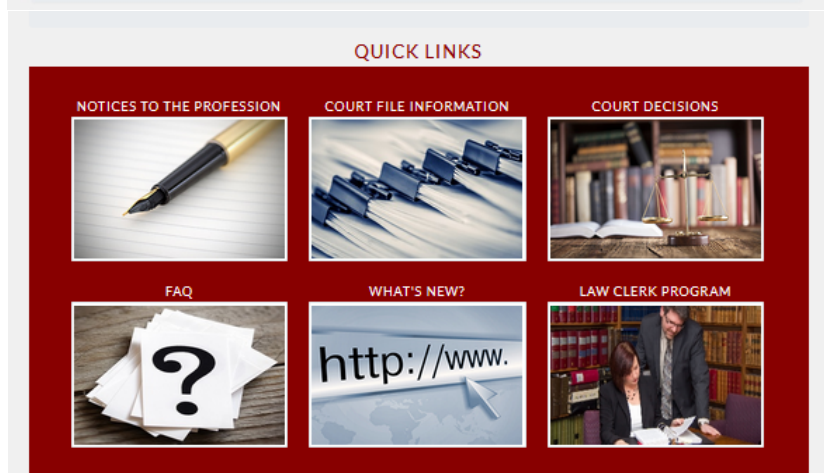 QUICK LINKS
NOTICES TO THE PROFESSION
COURT FILE INFORMATION
COURT DECISIONS
FAQ
WHAT'S NEW?
LAW CLERK PROGRAM
?
http://www.